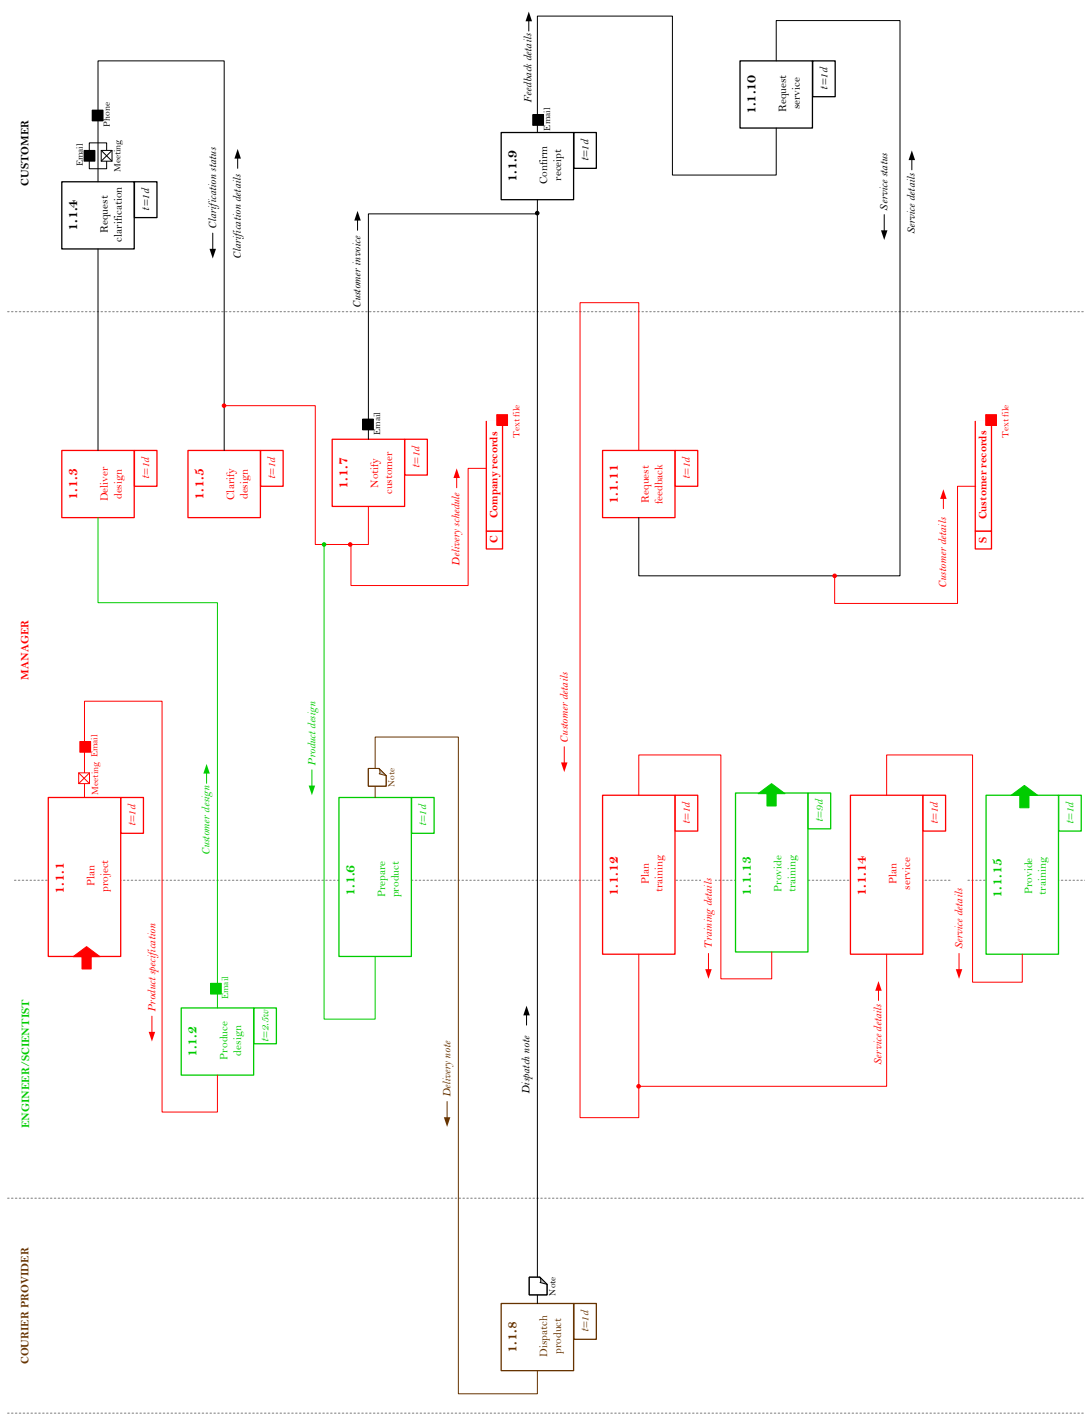 CUSTOMER
MANAGER
ENGINEER/SCIENTIST
COURIER PROVIDER
1.1.1
Plan
project
t=1d
Meeting
Email
Product specification
1.1.2
Produce
design
t=2.5w
Email
Customer design
1.1.3
Deliver
design
t=1d
1.1.4
Request
clarification
t=1d
Email
Meeting
Phone
Clarification status
Clarification details
1.1.5
Clarify
design
t=1d
Product design
1.1.6
Prepare
product
t=1d
Note
Delivery note
1.1.7
Notify
customer
t=1d
Email
Customer invoice
Delivery schedule
C
Company records
Text file
1.1.8
Dispatch
product
t=1d
Note
Dispatch note
1.1.9
Confirm
receipt
t=1d
Email
Feedback details
1.1.10
Request
service
t=1d
Service status
Service details
1.1.11
Request
feedback
t=1d
Customer details
S
Customer records
Text file
Customer details
1.1.12
Plan
training
t=1d
Training details
1.1.13
Provide
training
t=9d
Service details
1.1.14
Plan
service
t=1d
Service details
1.1.15
Provide
training
t=1d